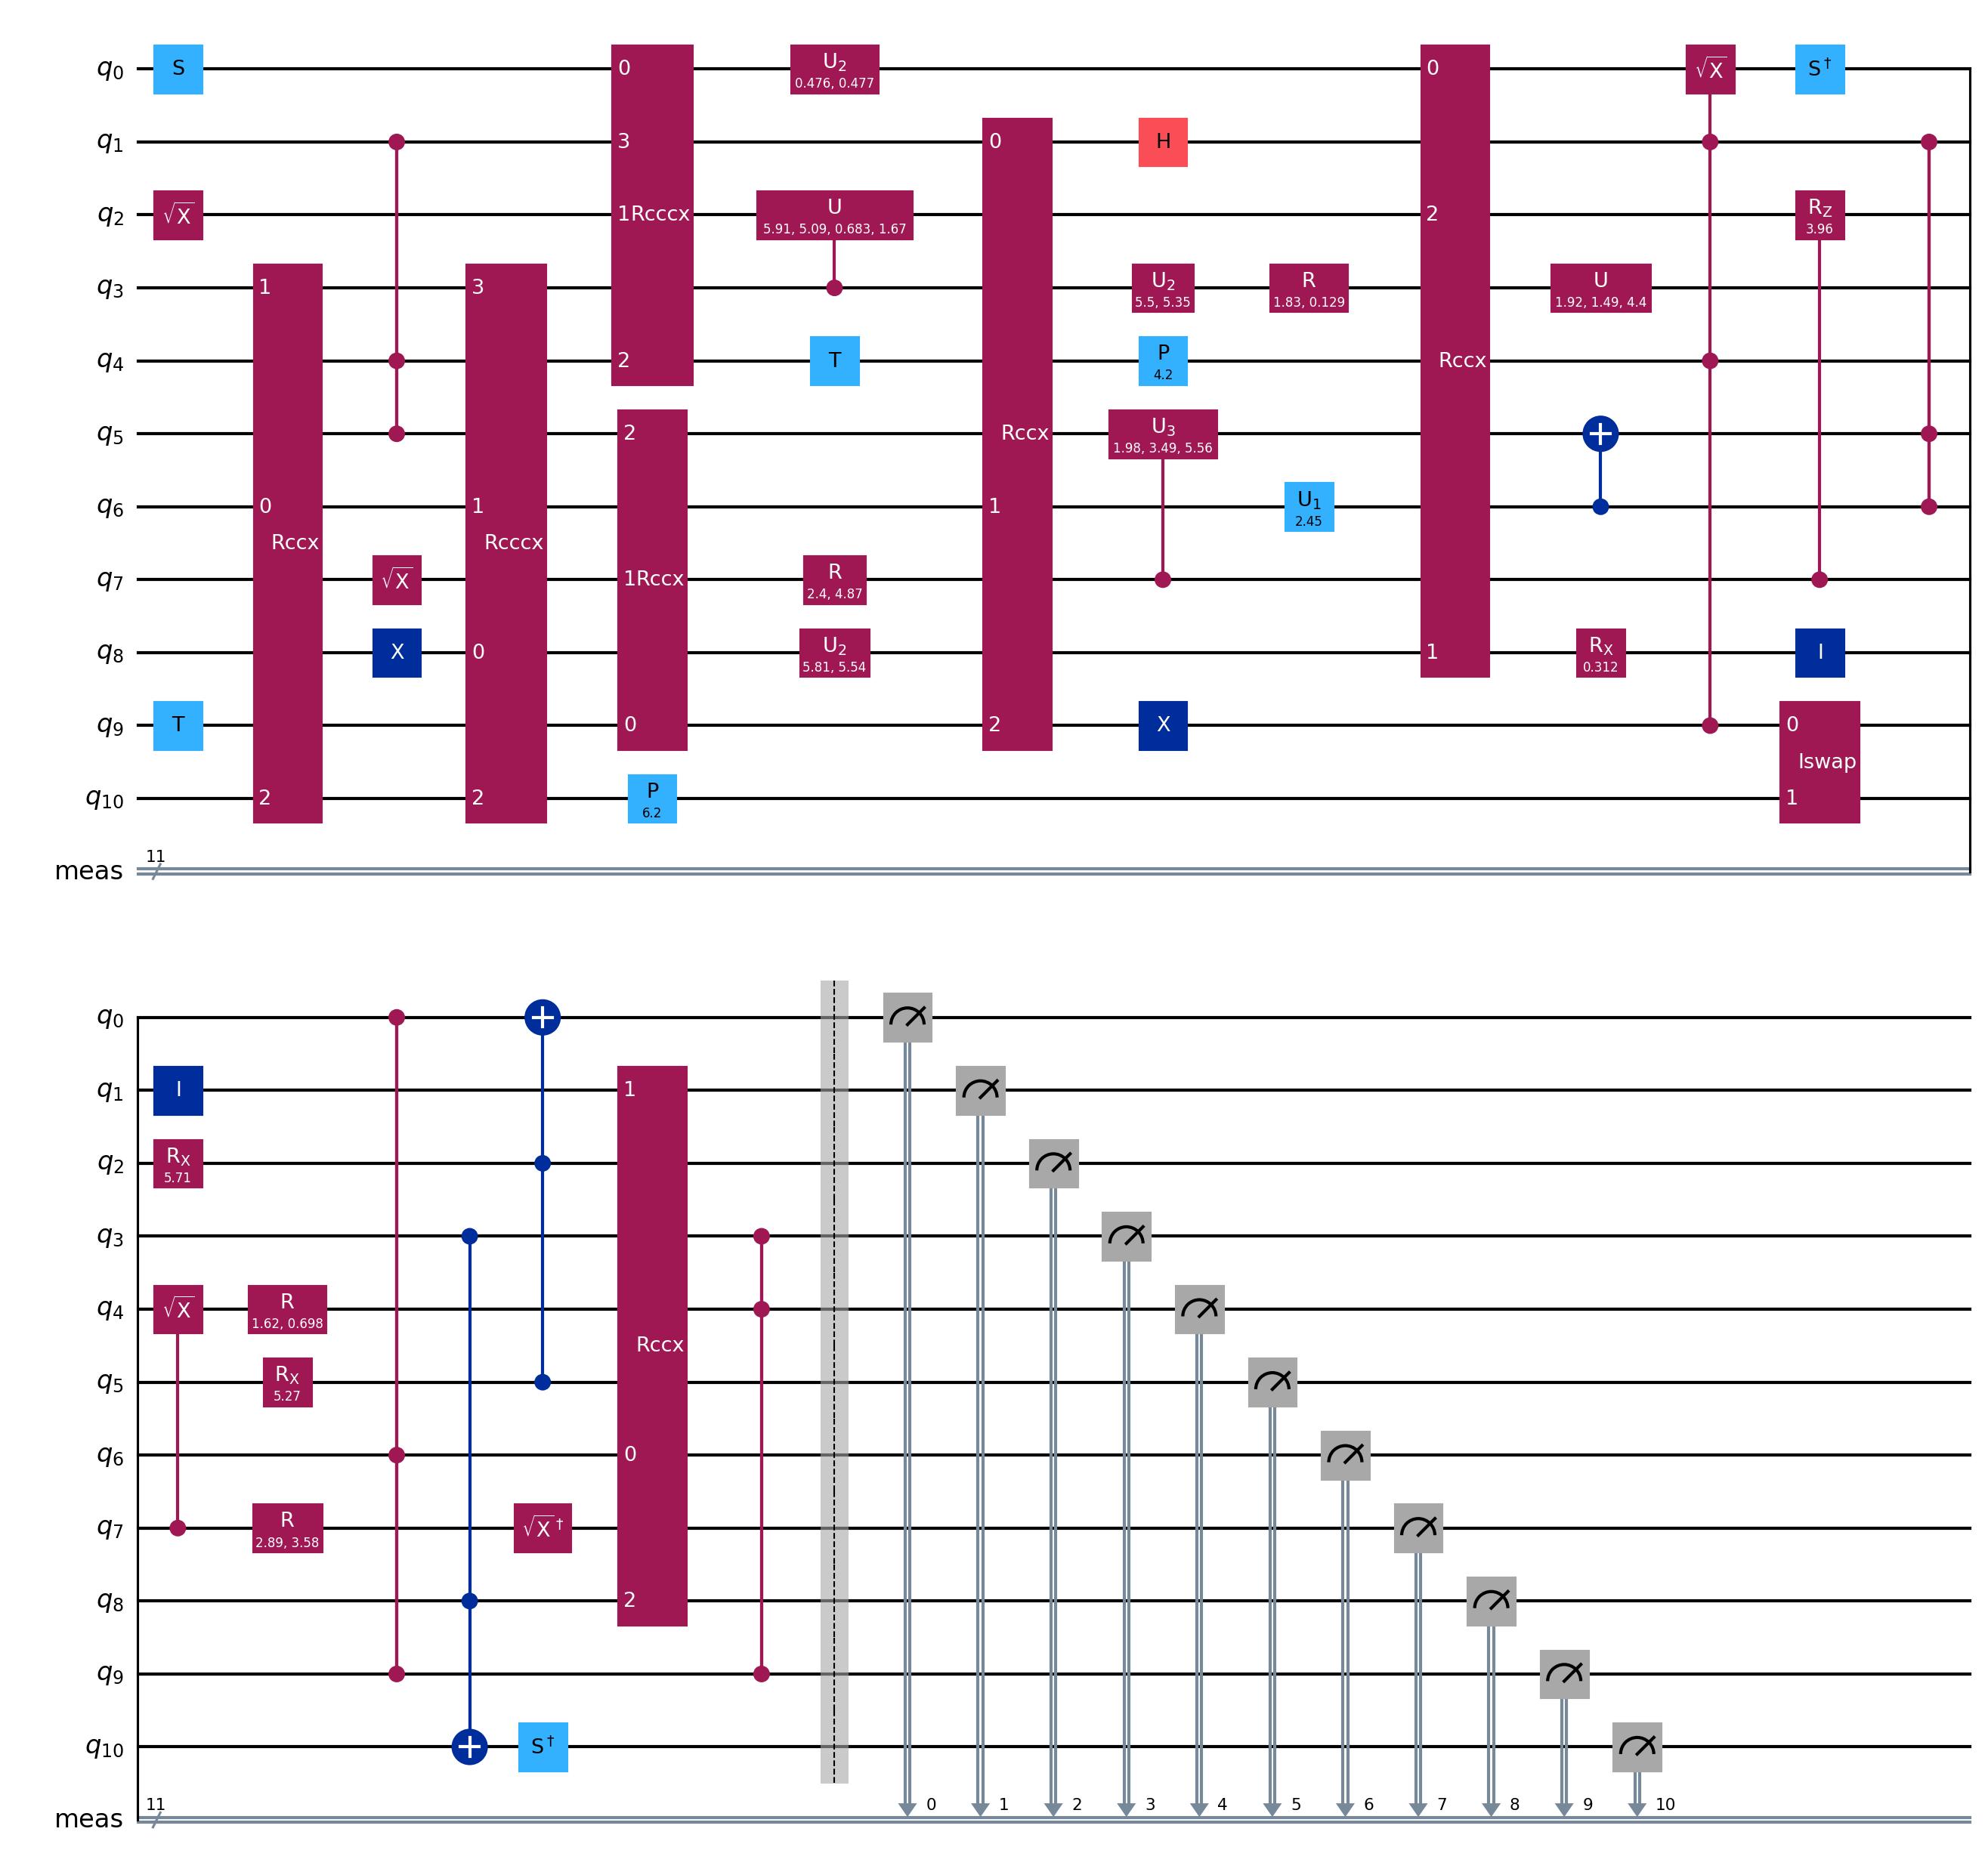 q0 S 0 U2 0 √X S†
0.476, 0.477
q1 3 0 H
q2 √X 1Rcccx U 2 RZ
5.91, 5.09, 0.683, 1.67 3.96
q3 1 3 U2 R U
5.5, 5.35 1.83, 0.129 1.92, 1.49, 4.4
q4 2 T P Rccx
4.2
q5 2 Rccx U3
1.98, 3.49, 5.56
q6 0 1 1 U1
2.45
Rccx Rcccx
q7 √X 1Rccx R
2.4, 4.87
q8 X 0 U2 1 RX I
5.81, 5.54 0.312
q9 T 0 2 X 0
Iswap
q10 2 2 P 1
6.2
11
meas
q0
q1 I 1
q2 RX
5.71
q3
q4 √X R
1.62, 0.698
Rccx
q5 RX
5.27
q6 0
q7 R √X†
2.89, 3.58
q8 2
q9
q10 S†
11 0 1 2 3 4 5 6 7 8 9 10
meas